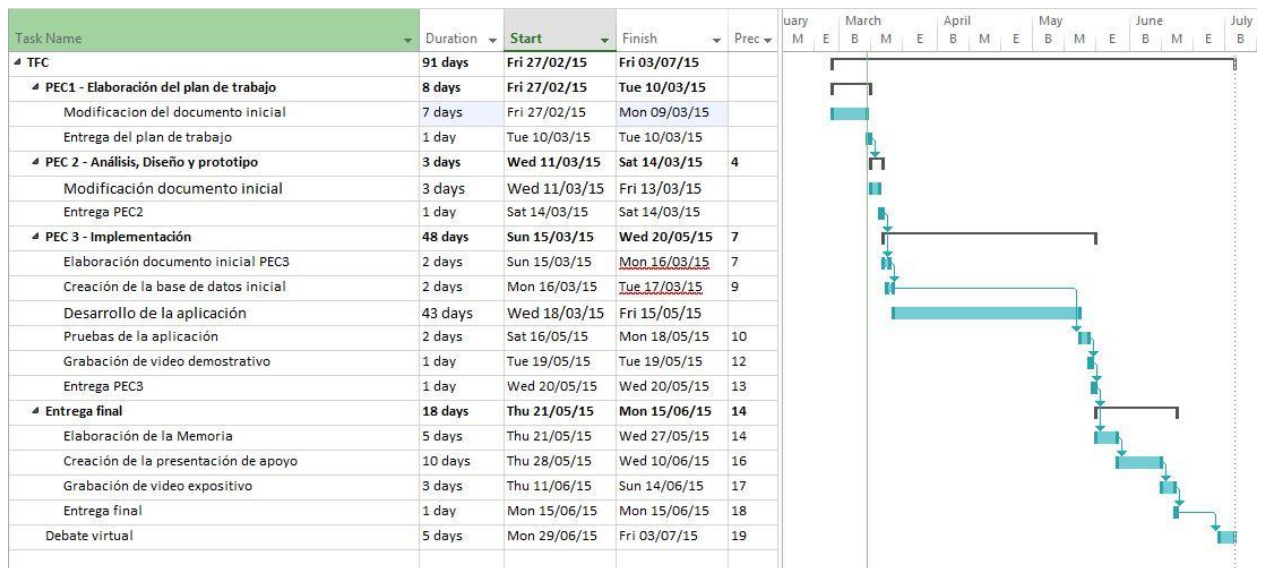 Task Name Duration Start Finish Prec uary March April May June July
M E B M E B M E B M E B M E B
TFC 91 days Fri 27/02/15 Fri 03/07/15
PEC1 - Elaboración del plan de trabajo 8 days Fri 27/02/15 Tue 10/03/15
Modificacion del documento inicial 7 days Fri 27/02/15 Mon 09/03/15
Entrega del plan de trabajo 1 day Tue 10/03/15 Tue 10/03/15
PEC 2 - Análisis, Diseño y prototipo 3 days Wed 11/03/15 Sat 14/03/15 4
Modificación documento inicial 3 days Wed 11/03/15 Fri 13/03/15
Entrega PEC2 1 day Sat 14/03/15 Sat 14/03/15
PEC 3 - Implementación 48 days Sun 15/03/15 Wed 20/05/15 7
Elaboración documento inicial PEC3 2 days Sun 15/03/15 Mon 16/03/15 7
Creación de la base de datos inicial 2 days Mon 16/03/15 Tue 17/03/15 9
Desarrollo de la aplicación 43 days Wed 18/03/15 Fri 15/05/15
Pruebas de la aplicación 2 days Sat 16/05/15 Mon 18/05/15 10
Grabación de video demostrativo 1 day Tue 19/05/15 Tue 19/05/15 12
Entrega PEC3 1 day Wed 20/05/15 Wed 20/05/15 13
Entrega final 18 days Thu 21/05/15 Mon 15/06/15 14
Elaboración de la Memoria 5 days Thu 21/05/15 Wed 27/05/15 14
Creación de la presentación de apoyo 10 days Thu 28/05/15 Wed 10/06/15 16
Grabación de video expositivo 3 days Thu 11/06/15 Sun 14/06/15 17
Entrega final 1 day Mon 15/06/15 Mon 15/06/15 18
Debate virtual 5 days Mon 29/06/15 Fri 03/07/15 19